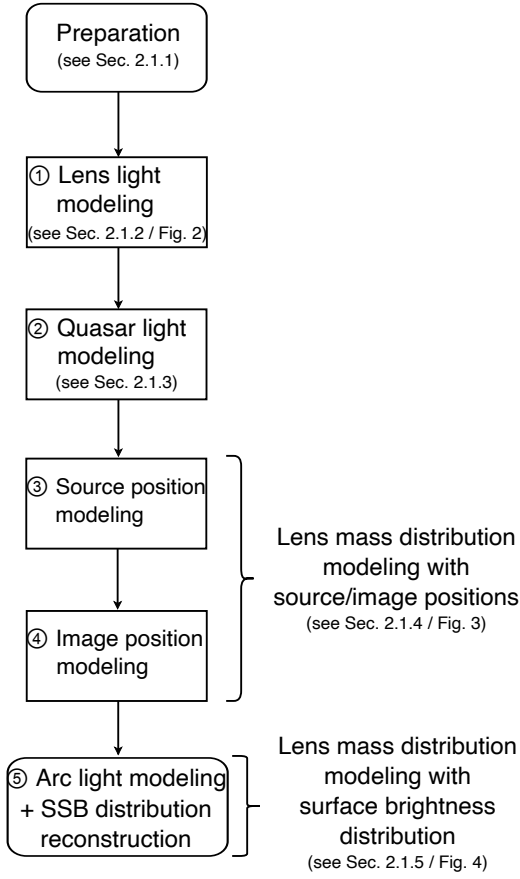 Preparation
(see Sec. 2.1.1)
① Lens light
modeling
(see Sec. 2.1.2 / Fig. 2)
② Quasar light
modeling
(see Sec. 2.1.3)
③ Source position
modeling
④ Image position
modeling
Lens mass distribution
modeling with
source/image positions
(see Sec. 2.1.4 / Fig. 3)
⑤ Arc light modeling
+ SSB distribution
reconstruction
Lens mass distribution
modeling with
surface brightness
distribution
(see Sec. 2.1.5 / Fig. 4)